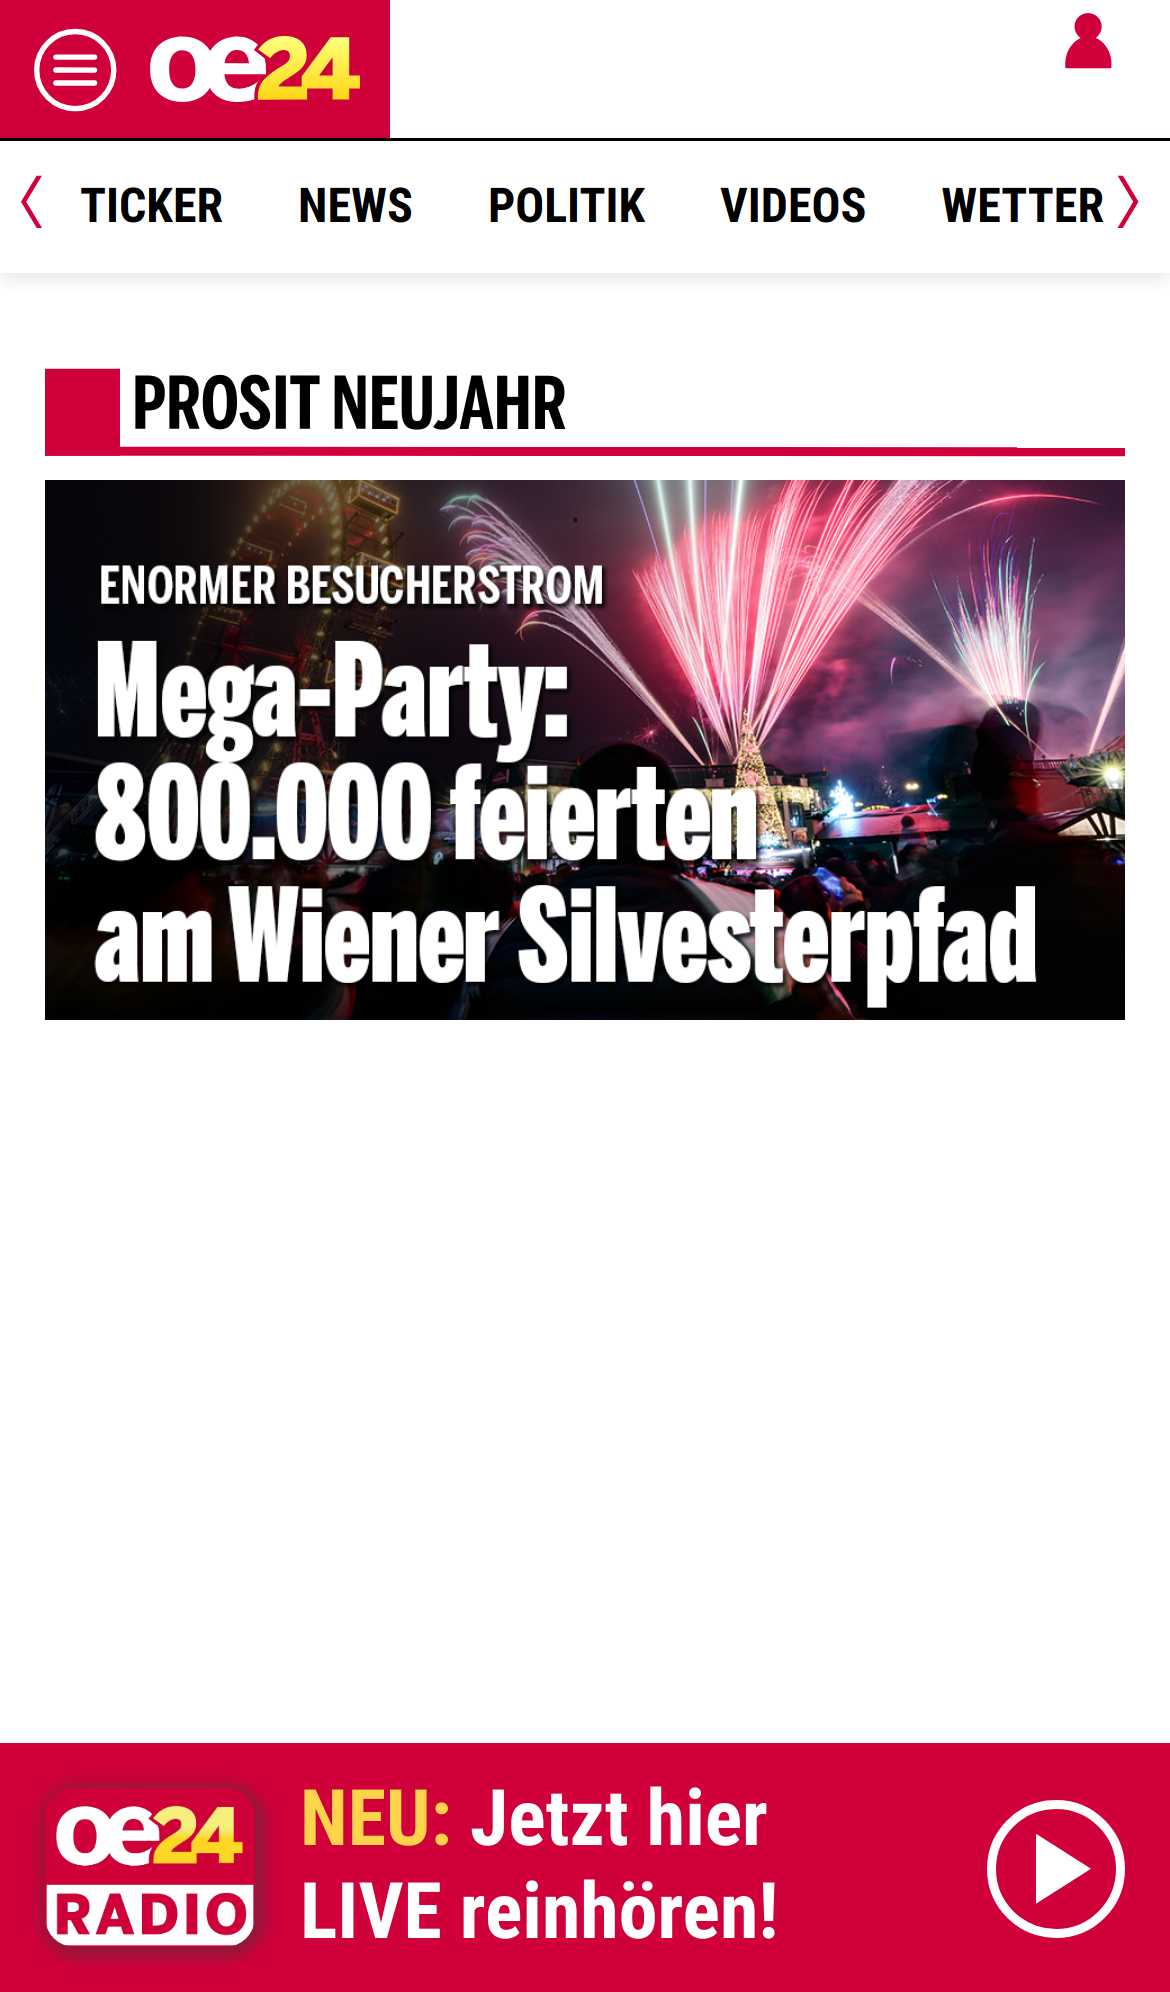 oe24
TICKER NEWS POLITIK VIDEOS WETTER
PROSIT NEUJAHR
ENORMER BESUCHERSTROM
Mega-Party:
800.000 feierten
am Wiener Silvesterpfad
oe24
RADIO
NEU: Jetzt hier
LIVE reinhören!